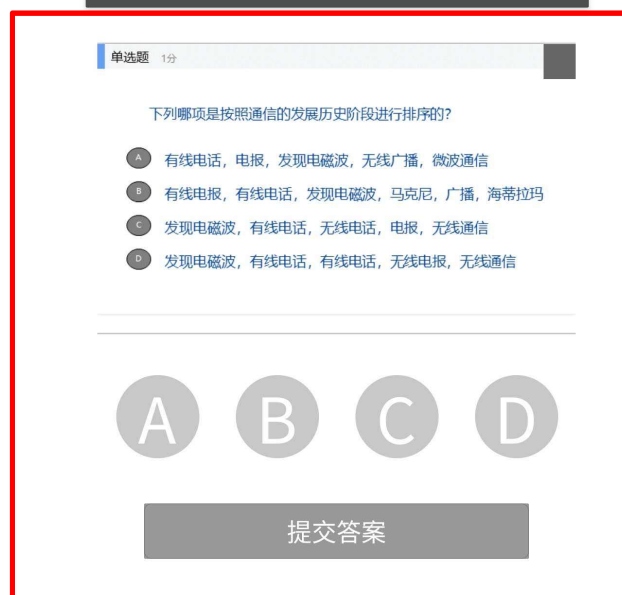 单选题 1分
下列哪项是按照通信的发展历史阶段进行排序的?
A 有线电话，电报，发现电磁波，无线广播，微波通信
B 有线电报，有线电话，发现电磁波，马克尼，广播，海蒂拉玛
C 发现电磁波，有线电话，无线电话，电报，无线通信
D 发现电磁波，有线电话，有线电话，无线电报，无线通信
A B C D
提交答案